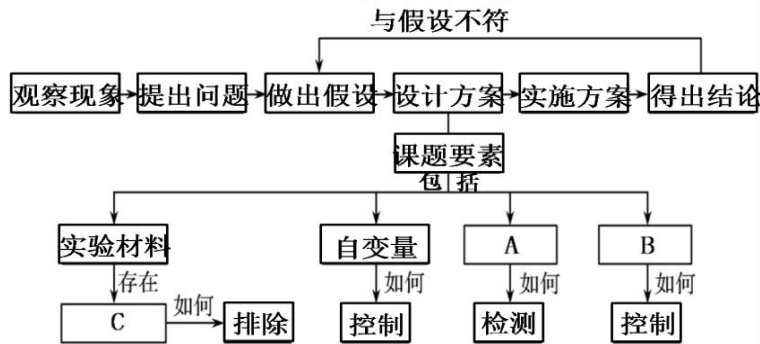 与假设不符
观察现象 提出问题 做出假设 设计方案 实施方案 得出结论
课题要素
包括
实验材料 自变量 A B
存在 如何 如何 如何
C 如何 排除 控制 检测 控制